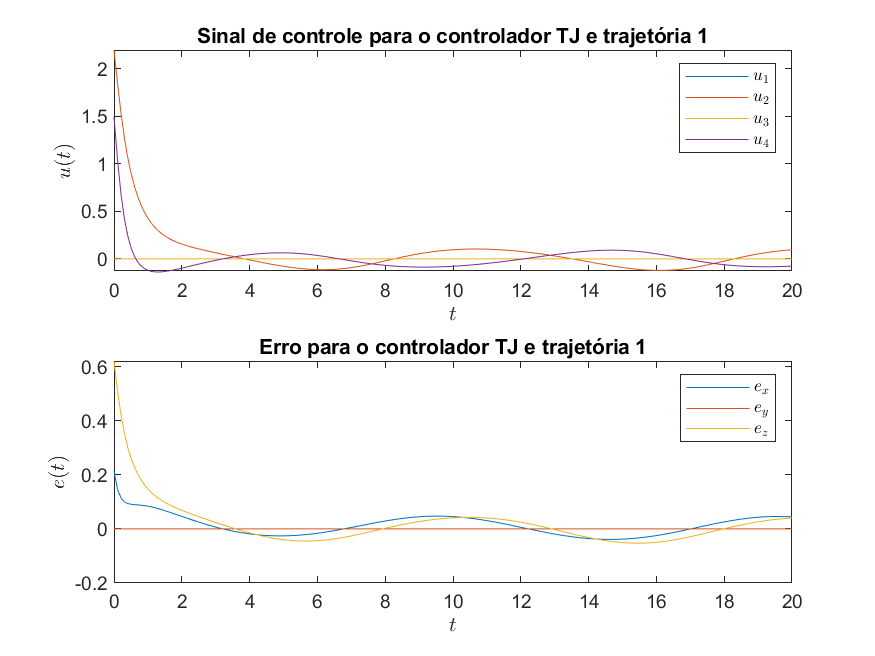 Sinal de controle para o controlador TJ e trajetória 1
u(t)
2
1.5
1
0.5
0
u₁
u₂
u₃
u₄
0 2 4 6 8 10 12 14 16 18 20
t
Erro para o controlador TJ e trajetória 1
e(t)
0.6
0.4
0.2
0
-0.2
eₓ
e_y
e_z
0 2 4 6 8 10 12 14 16 18 20
t